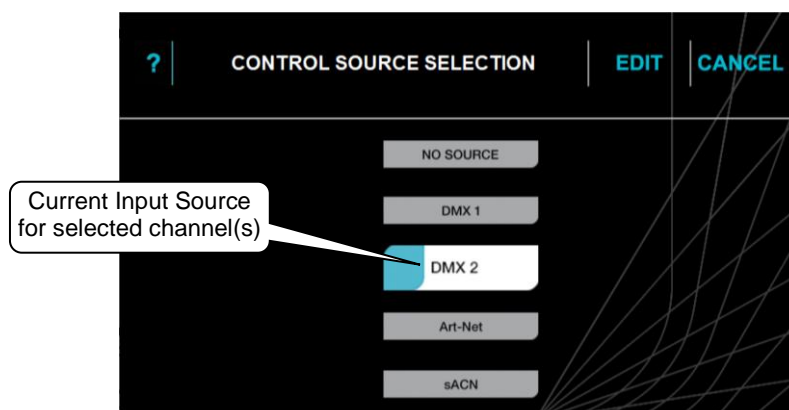 ? CONTROL SOURCE SELECTION EDIT CANCEL
NO SOURCE
Current Input Source
for selected channel(s)
DMX 1
DMX 2
Art-Net
sACN